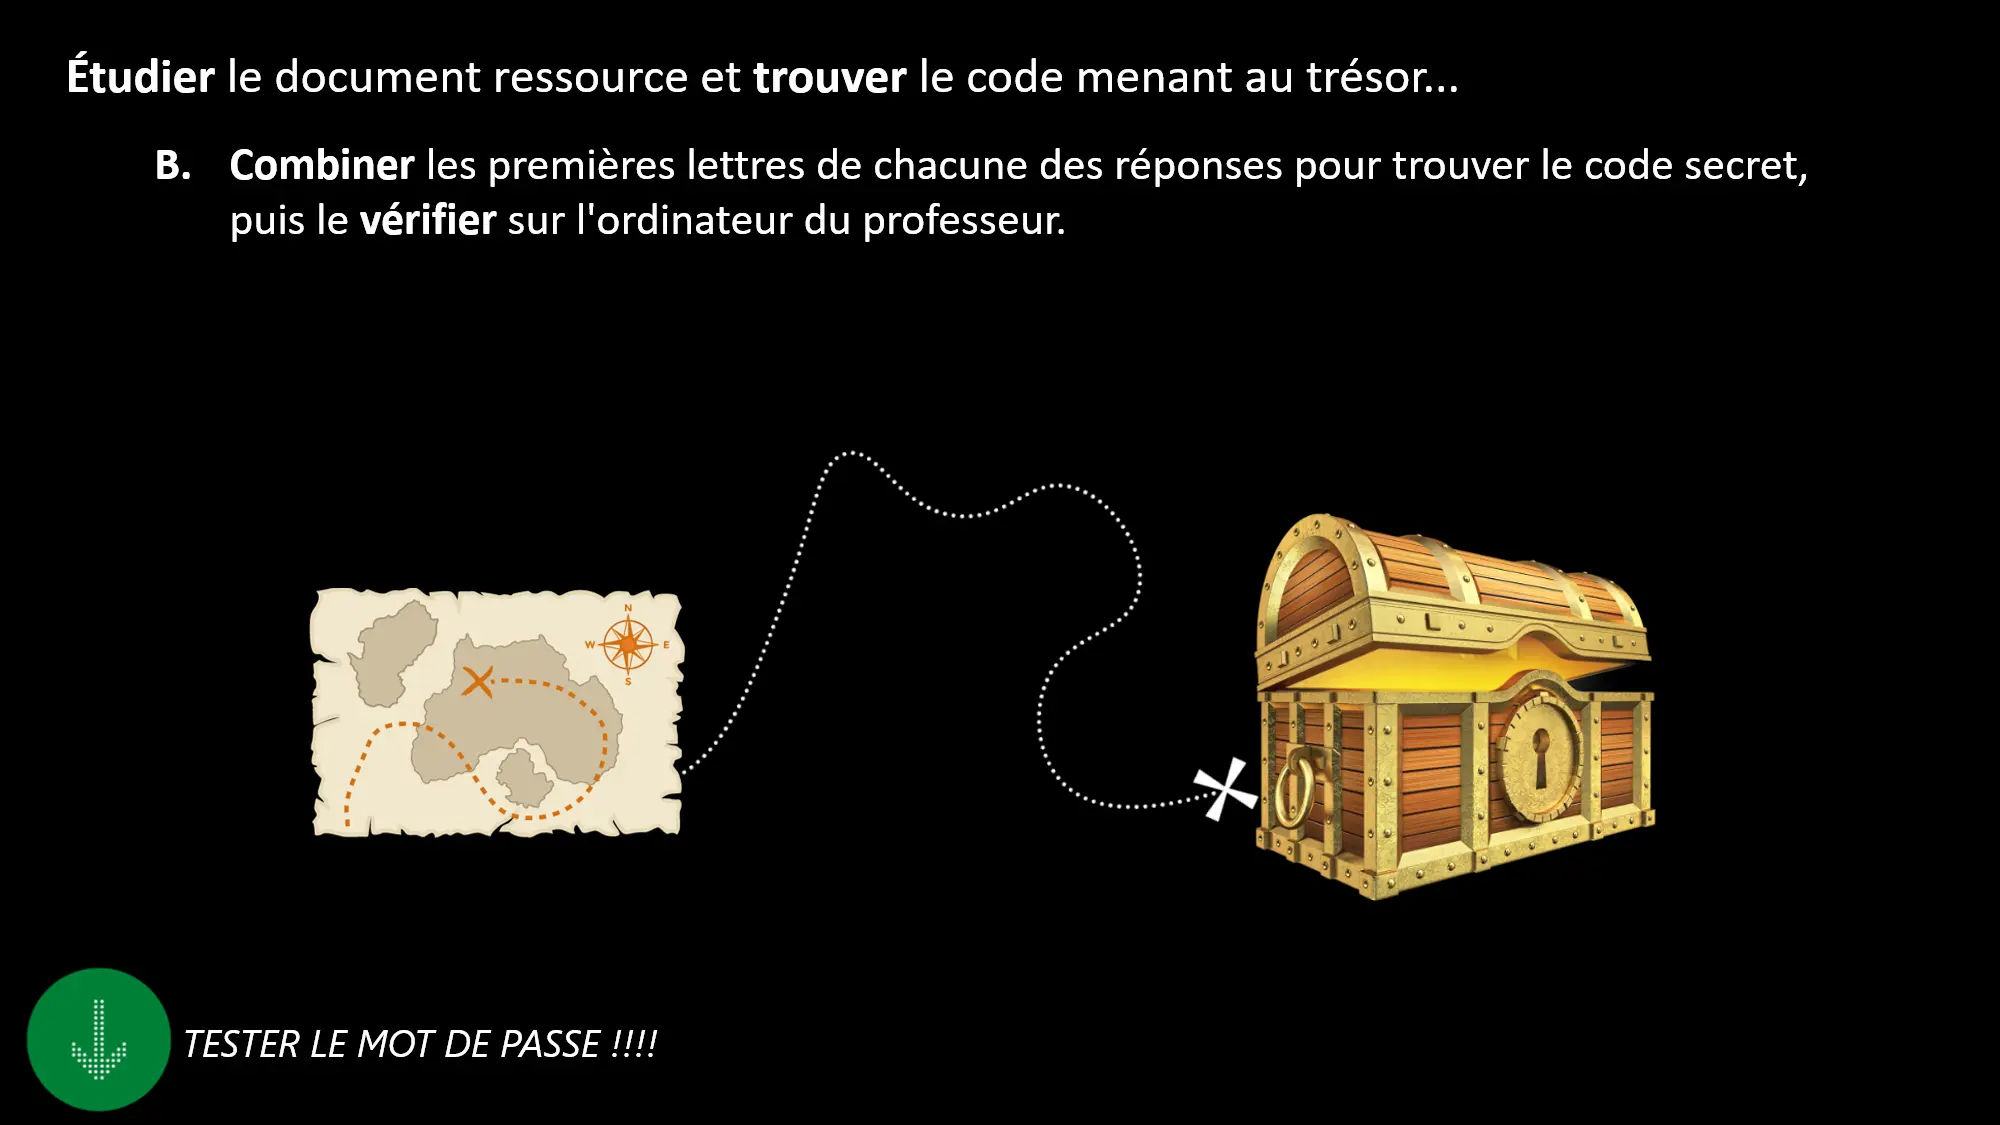 Étudier le document ressource et trouver le code menant au trésor...
B. Combiner les premières lettres de chacune des réponses pour trouver le code secret,
puis le vérifier sur l'ordinateur du professeur.
N
W E
S
TESTER LE MOT DE PASSE !!!!